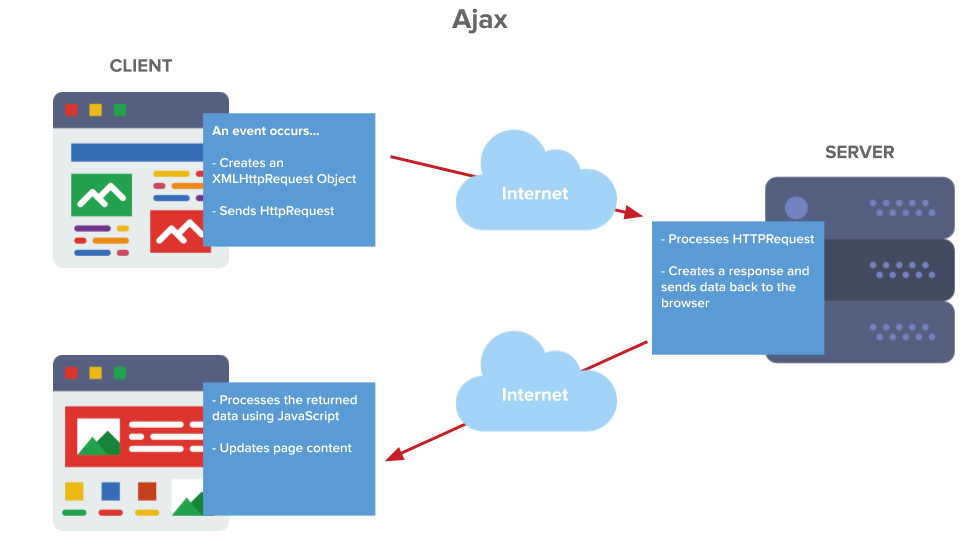 Ajax
CLIENT
An event occurs...
- Creates an
XMLHttpRequest Object
- Sends HttpRequest
Internet
SERVER
- Processes HTTPRequest
- Creates a response and
sends data back to the
browser
Internet
- Processes the returned
data using JavaScript
- Updates page content